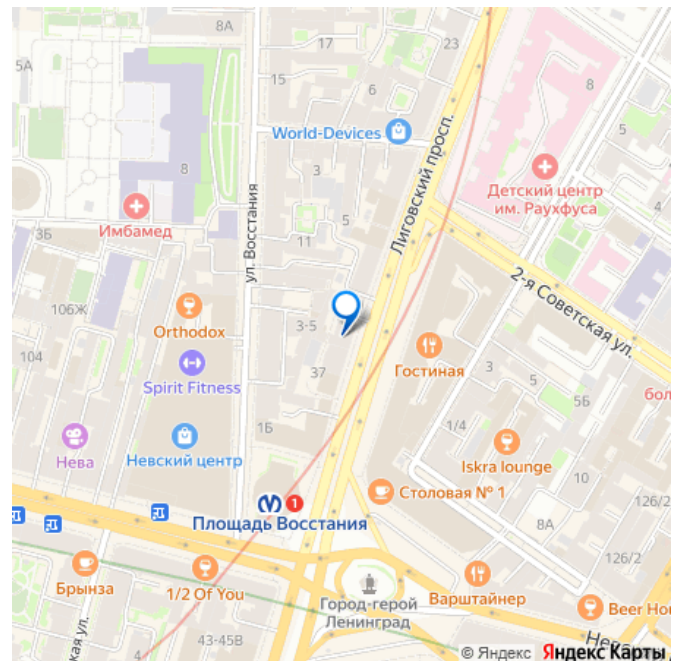 8А
17
23
5А
15
6
8
World-Devices
5
3
Лиговский просп.
8
Детский центр
им. Раухфуса
Имбамед
ул. Восстания
5
3Б
11
2-я Советская ул.
106Ж
Orthodox
3-5
104
Гостиная
3
Spirit Fitness
37
5
5Б
бол
1Б
1/4
Нева
Невский центр
Iskra lounge
10
1
Столовая № 1
126/2
Площадь Восстания
8А
126/2
Брынза
1/2 Of You
Варштайнер
Город-герой
Ленинград
Beer Hou
ая ул.
4
43-45В
Нев
© Яндекс Яндекс Карты